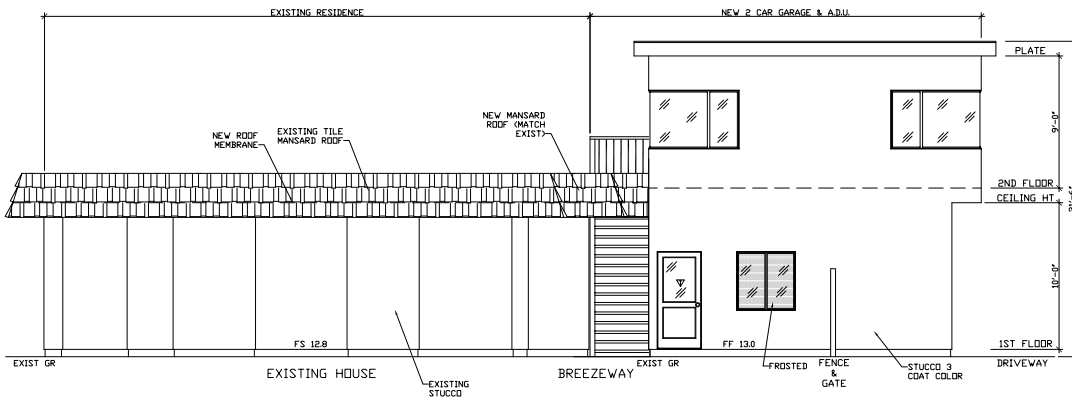 EXISTING RESIDENCE
NEW 2 CAR GARAGE & A.D.U.
PLATE
9'-0"
NEW MANSARD
ROOF (MATCH
EXIST)
EXISTING TILE
MANSARD ROOF
NEW ROOF
MEMBRANE
2ND FLOOR
CEILING HT.
10'-0"
FS 12.8
FF 13.0
1ST FLOOR
EXIST GR
EXISTING HOUSE
EXISTING
STUCCO
BREEZEWAY
EXIST GR
FROSTED
FENCE
&
GATE
STUCCO 3
COAT COLOR
DRIVEWAY